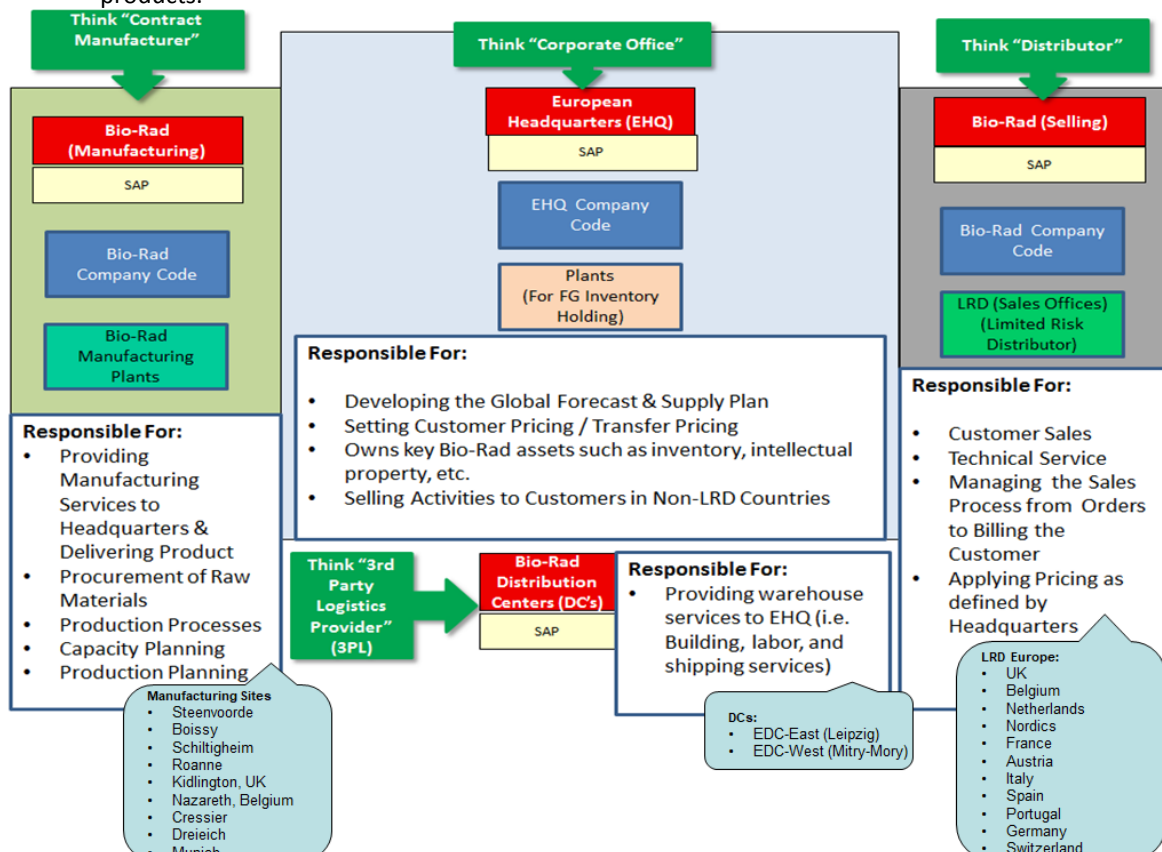 products.
Think “Contract
Manufacturer”
Bio-Rad
(Manufacturing)
SAP
Bio-Rad
Company Code
Bio-Rad
Manufacturing
Plants
Responsible For:
• Providing
Manufacturing
Services to
Headquarters &
Delivering Product
• Procurement of Raw
Materials
• Production Processes
• Capacity Planning
• Production Planning
Manufacturing Sites
• Steenvoorde
• Boissy
• Schiltigheim
• Roanne
• Kidlington, UK
• Nazareth, Belgium
• Cressier
• Dreieich
• Munich
Think “Corporate Office”
European
Headquarters (EHQ)
SAP
EHQ Company
Code
Plants
(For FG Inventory
Holding)
Responsible For:
• Developing the Global Forecast & Supply Plan
• Setting Customer Pricing / Transfer Pricing
• Owns key Bio-Rad assets such as inventory, intellectual
property, etc.
• Selling Activities to Customers in Non-LRD Countries
Think “3rd
Party
Logistics
Provider”
(3PL)
Bio-Rad
Distribution
Centers (DC’s)
SAP
Responsible For:
• Providing warehouse
services to EHQ (i.e.
Building, labor, and
shipping services)
DCs:
• EDC-East (Leipzig)
• EDC-West (Mitry-Mory)
Think “Distributor”
Bio-Rad (Selling)
SAP
Bio-Rad Company
Code
LRD (Sales Offices)
(Limited Risk
Distributor)
Responsible For:
• Customer Sales
• Technical Service
• Managing the Sales
Process from Orders
to Billing the
Customer
• Applying Pricing as
defined by
Headquarters
LRD Europe:
• UK
• Belgium
• Netherlands
• Nordics
• France
• Austria
• Italy
• Spain
• Portugal
• Germany
• Switzerland